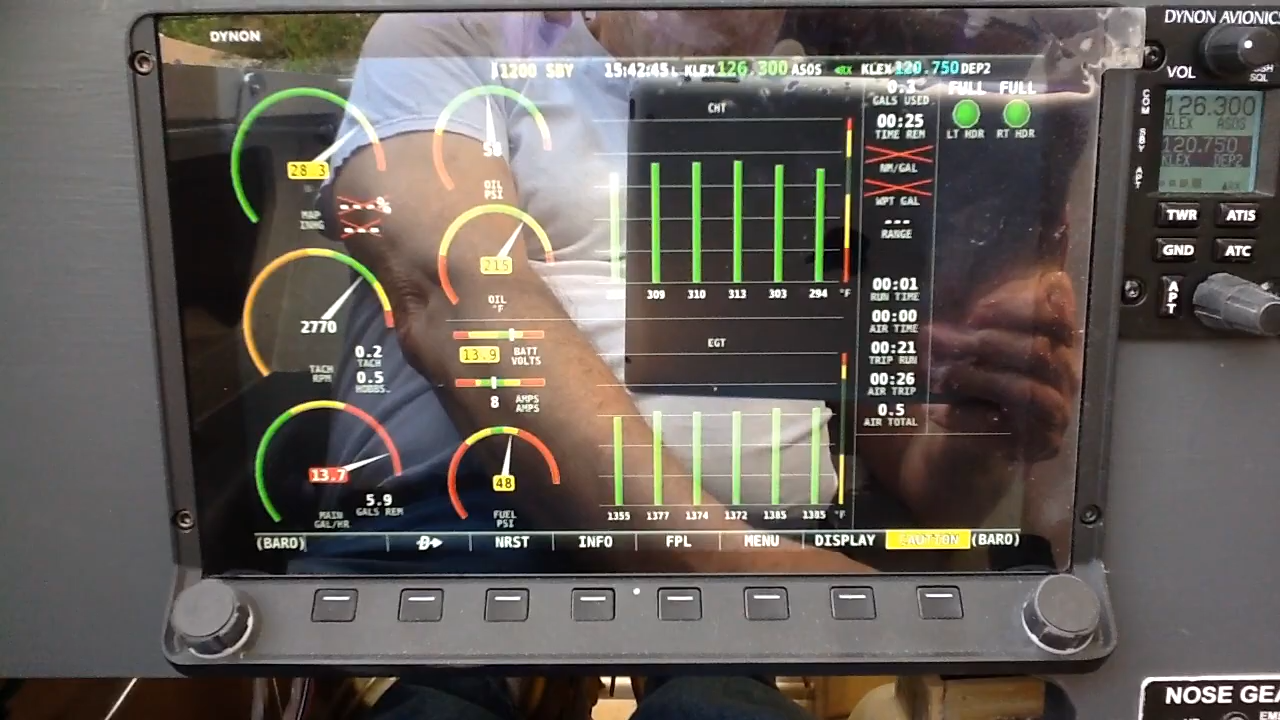 DYNON
1200 SBY 15:42:45L KLEX 126.300 ASOS RX KLEX 120.750 DEP2
28.3
MAP
INHG
---%
---
2770
TACH
RPM
0.2
TACH
0.5
HOBBS
13.7
MAIN
GAL/HR
5.9
GALS REM
OIL
PSI
215
OIL
°F
13.9
BATT
VOLTS
8
AMPS
AMPS
48
FUEL
PSI
CHT
309 310 313 303 294 °F
EGT
1355 1377 1374 1372 1385 1385 °F
GALS USED
00:25
TIME REM
NM/GAL
WPT GAL
---
RANGE
00:01
RUN TIME
00:00
AIR TIME
00:21
TRIP RUN
00:26
AIR TRIP
0.5
AIR TOTAL
FULL FULL
LT HDR RT HDR
(BARO) D NRST INFO FPL MENU DISPLAY CAUTION (BARO)
DYNON AVIONICS
VOL
SQL
COM
SBY
APT
126.300
KLEX ASOS
120.750
KLEX DEP2
RX
TWR ATIS
GND ATC
APT
NOSE GEA